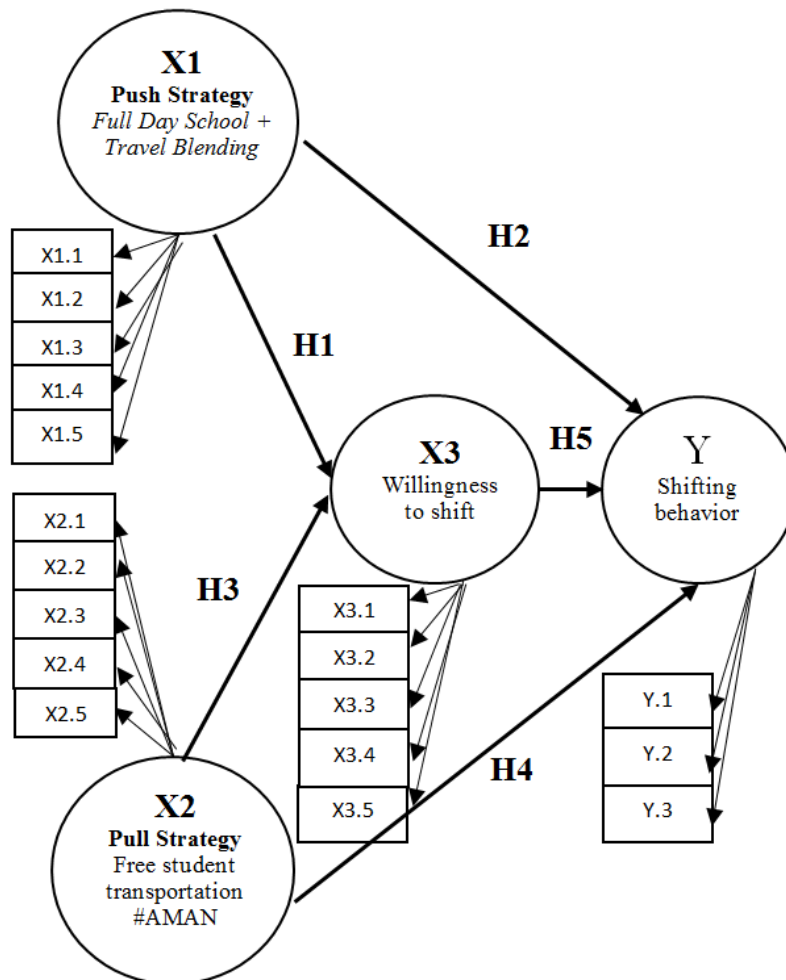 X1
Push Strategy
Full Day School +
Travel Blending
H2
X1.1
X1.2
X1.3
X1.4
X1.5
H1
X3
Willingness
to shift
H5
Y
Shifting
behavior
X2.1
X2.2
X2.3
X2.4
X2.5
H3
X3.1
X3.2
X3.3
X3.4
X3.5
H4
Y.1
Y.2
Y.3
X2
Pull Strategy
Free student
transportation
#AMAN